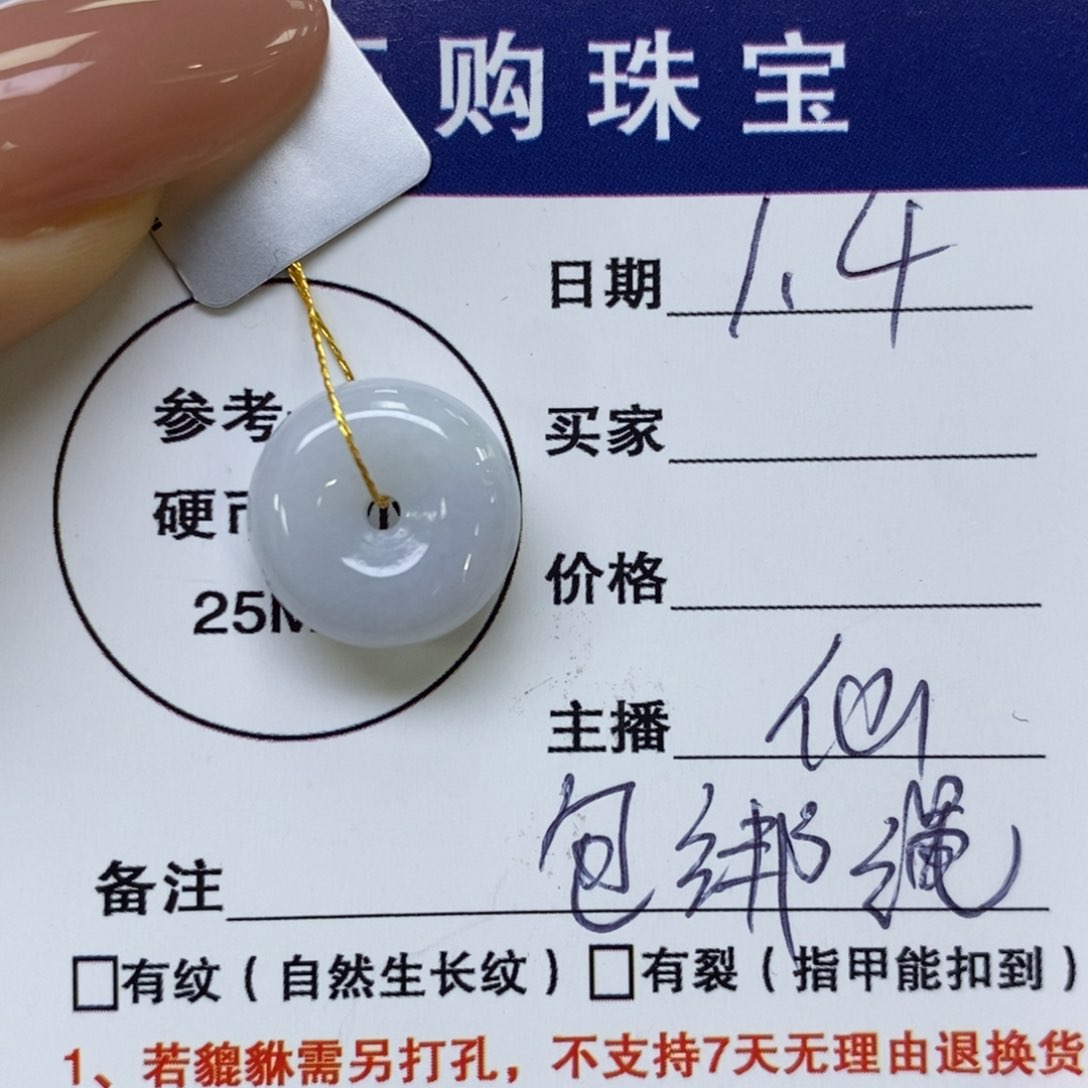 购珠宝
日期 1.4
参考
买家
硬币
25M
价格
主播 仙
包绑绳
备注
□有纹（自然生长纹）□有裂（指甲能扣到）
1、若貔貅需另打孔，不支持7天无理由退换货